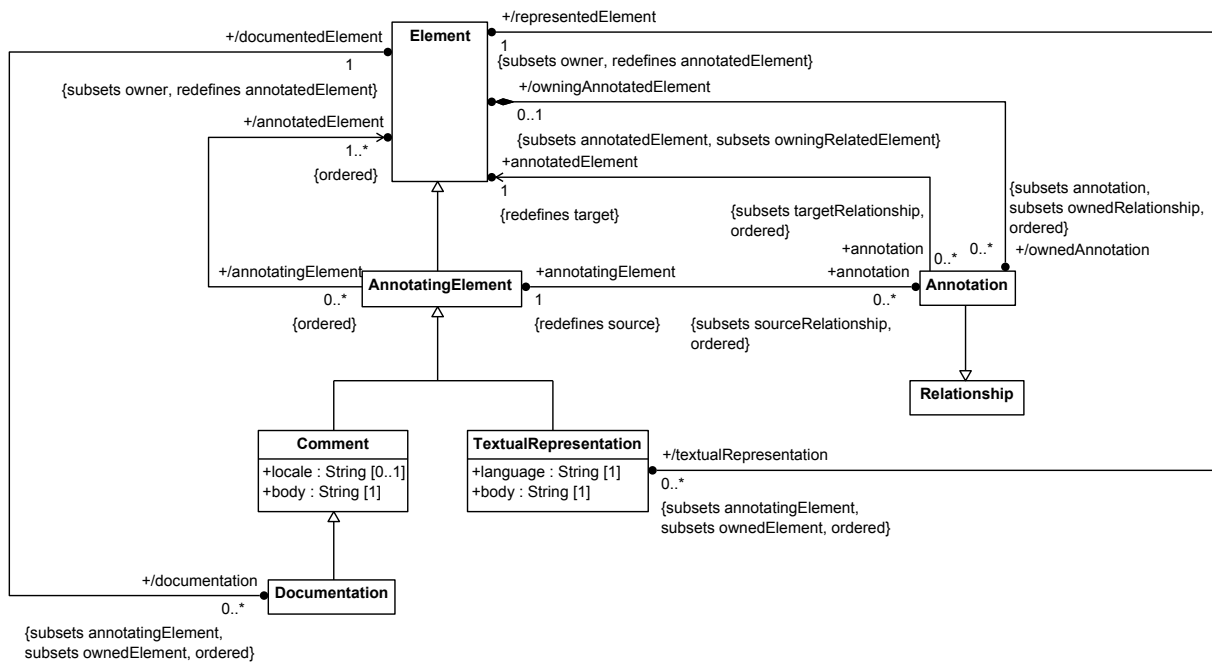 +/representedElement
Element
+/documentedElement
1
1
{subsets owner, redefines annotatedElement}
{subsets owner, redefines annotatedElement}
+/owningAnnotatedElement
0..1
+/annotatedElement
{subsets annotatedElement, subsets owningRelatedElement}
1..*
+annotatedElement
{ordered}
1
{subsets annotation,
subsets ownedRelationship,
ordered}
{redefines target}
{subsets targetRelationship,
ordered}
+annotation
0..*
0..*
+/ownedAnnotation
+/annotatingElement
AnnotatingElement
+annotatingElement
+annotation
Annotation
0..*
1
0..*
{ordered}
{redefines source}
{subsets sourceRelationship,
ordered}
Relationship
Comment
+locale : String [0..1]
+body : String [1]
TextualRepresentation
+language : String [1]
+body : String [1]
+/textualRepresentation
0..*
{subsets annotatingElement,
subsets ownedElement, ordered}
+/documentation
Documentation
0..*
{subsets annotatingElement,
subsets ownedElement, ordered}